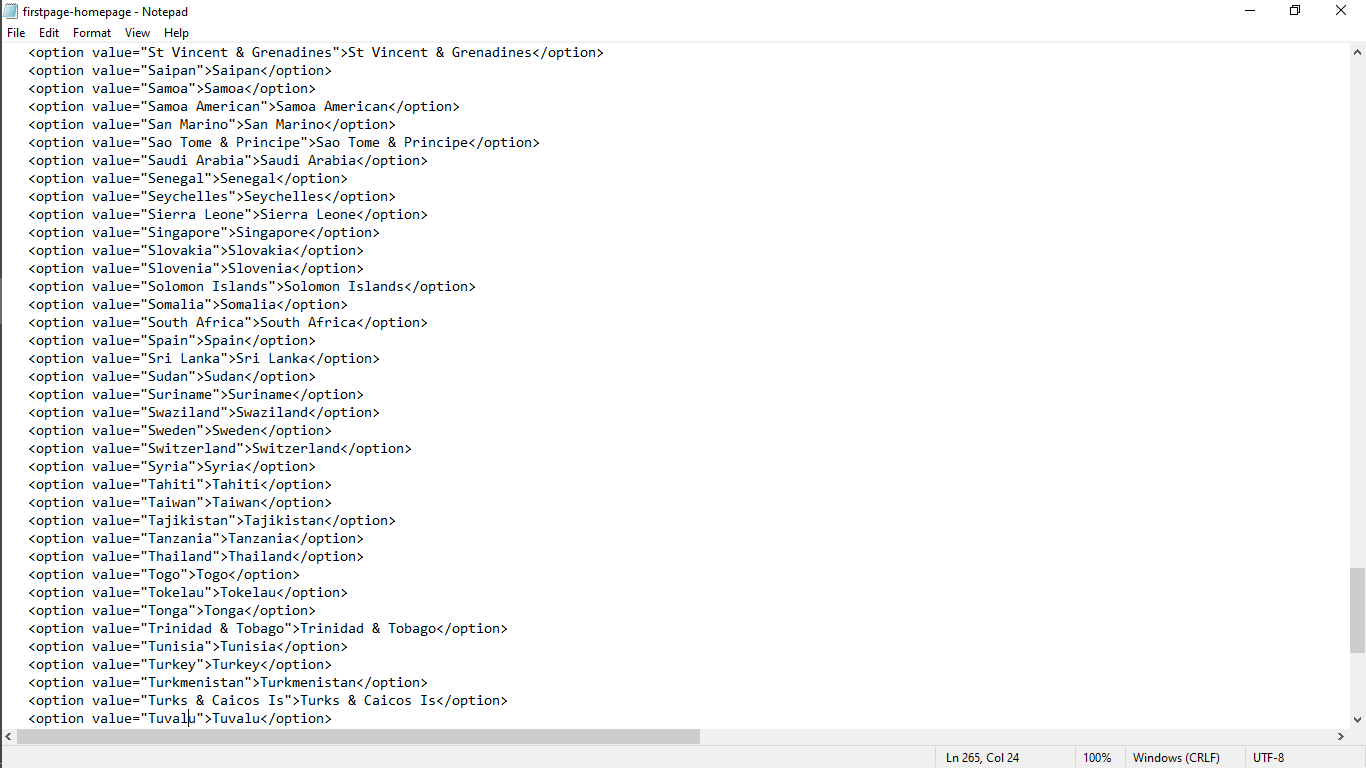 firstpage-homepage - Notepad
File Edit Format View Help
<option value="St Vincent & Grenadines">St Vincent & Grenadines</option>
<option value="Saipan">Saipan</option>
<option value="Samoa">Samoa</option>
<option value="Samoa American">Samoa American</option>
<option value="San Marino">San Marino</option>
<option value="Sao Tome & Principe">Sao Tome & Principe</option>
<option value="Saudi Arabia">Saudi Arabia</option>
<option value="Senegal">Senegal</option>
<option value="Seychelles">Seychelles</option>
<option value="Sierra Leone">Sierra Leone</option>
<option value="Singapore">Singapore</option>
<option value="Slovakia">Slovakia</option>
<option value="Slovenia">Slovenia</option>
<option value="Solomon Islands">Solomon Islands</option>
<option value="Somalia">Somalia</option>
<option value="South Africa">South Africa</option>
<option value="Spain">Spain</option>
<option value="Sri Lanka">Sri Lanka</option>
<option value="Sudan">Sudan</option>
<option value="Suriname">Suriname</option>
<option value="Swaziland">Swaziland</option>
<option value="Sweden">Sweden</option>
<option value="Switzerland">Switzerland</option>
<option value="Syria">Syria</option>
<option value="Tahiti">Tahiti</option>
<option value="Taiwan">Taiwan</option>
<option value="Tajikistan">Tajikistan</option>
<option value="Tanzania">Tanzania</option>
<option value="Thailand">Thailand</option>
<option value="Togo">Togo</option>
<option value="Tokelau">Tokelau</option>
<option value="Tonga">Tonga</option>
<option value="Trinidad & Tobago">Trinidad & Tobago</option>
<option value="Tunisia">Tunisia</option>
<option value="Turkey">Turkey</option>
<option value="Turkmenistan">Turkmenistan</option>
<option value="Turks & Caicos Is">Turks & Caicos Is</option>
<option value="Tuvalu">Tuvalu</option>
Ln 265, Col 24 100% Windows (CRLF) UTF-8